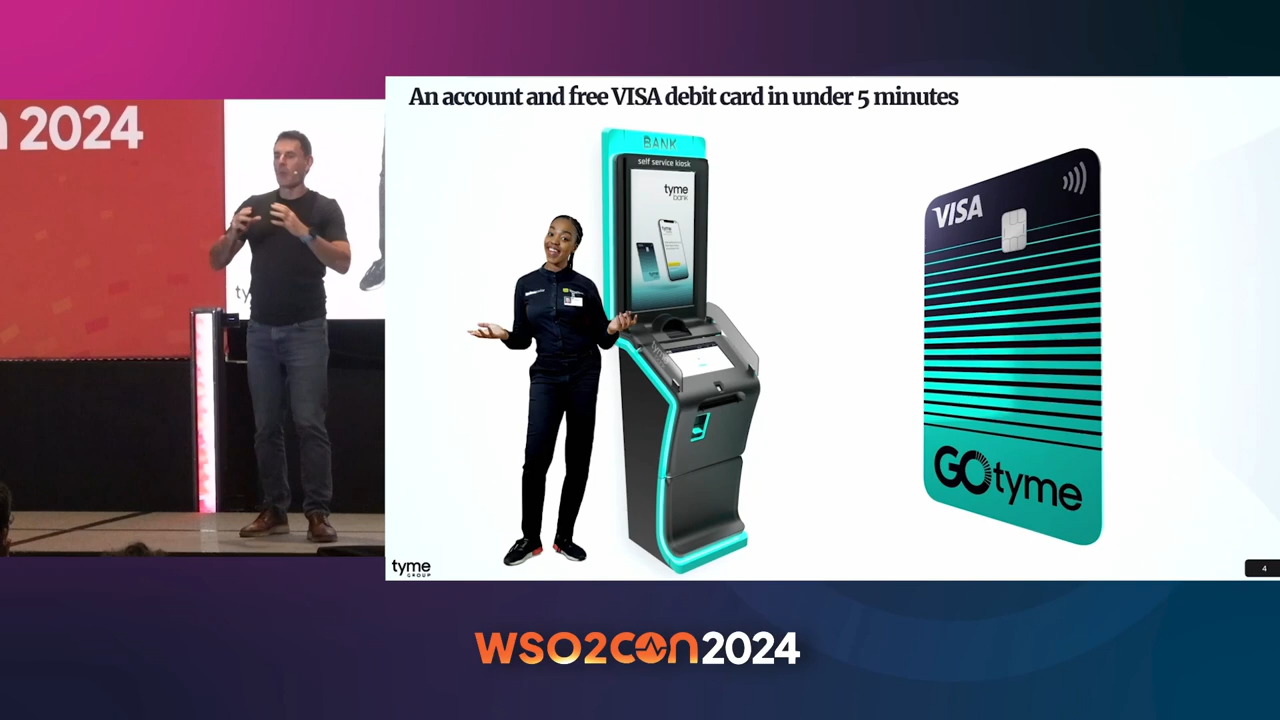 2024
An account and free VISA debit card in under 5 minutes
BANK
self service kiosk
tyme
bank
VISA
GOtyme
ty
tyme
GROUP
4
WSO2CON2024